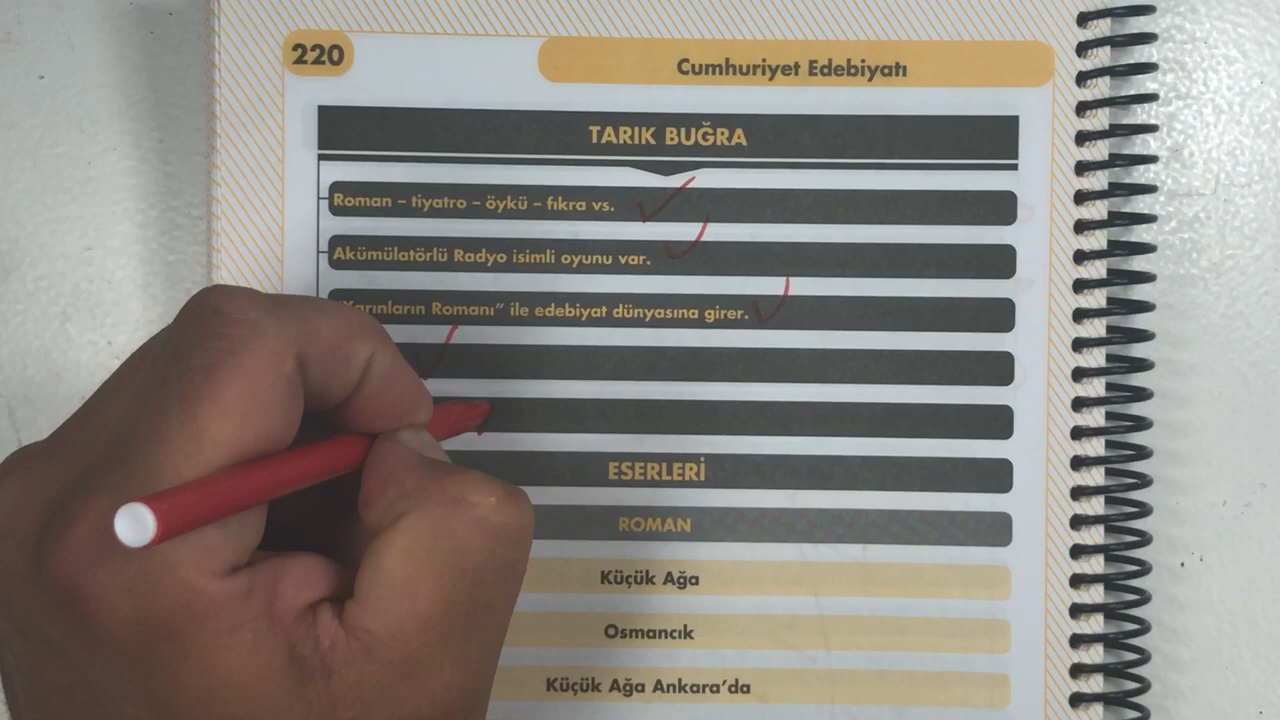 220
Cumhuriyet Edebiyatı
TARIK BUĞRA
Roman – tiyatro – öykü – fıkra vs.
Akümülatörlü Radyo isimli oyunu var.
"Yarınların Romanı” ile edebiyat dünyasına girer.
ESERLERİ
ROMAN
Küçük Ağa
Osmancık
Küçük Ağa Ankara’da